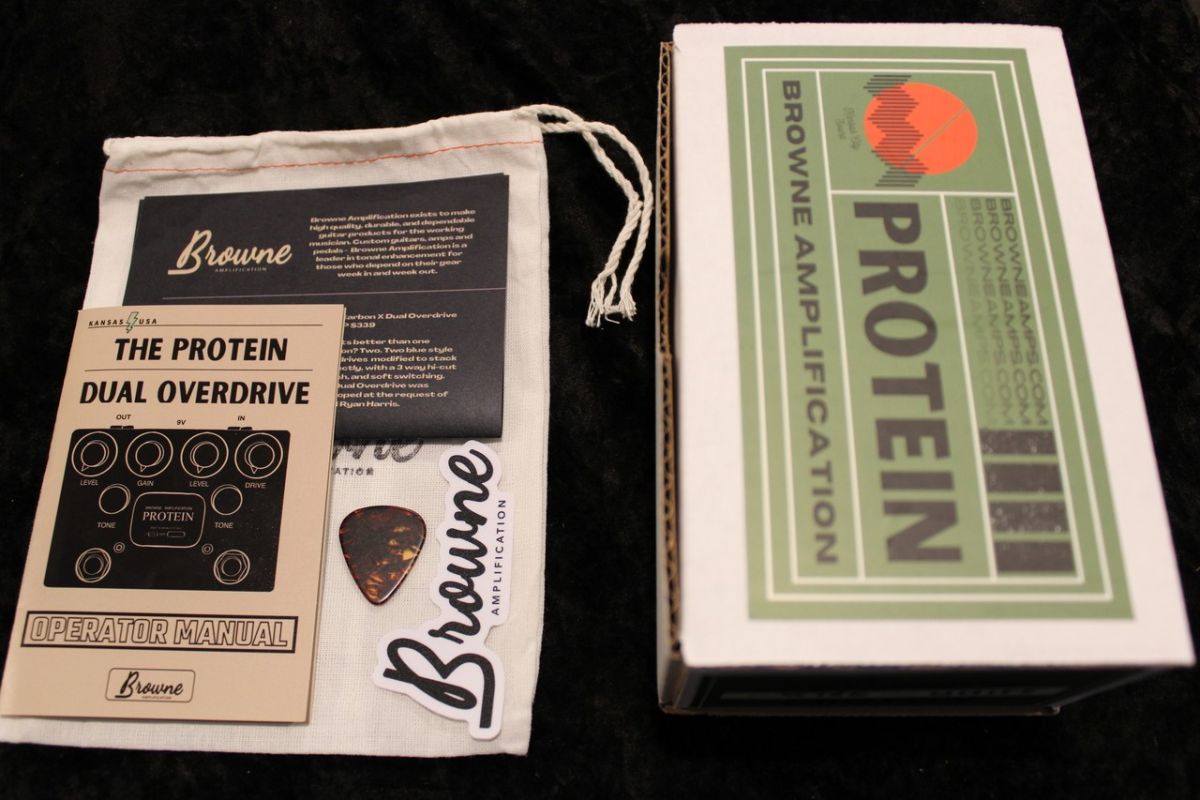 Browne
AMPLIFICATION
Browne Amplification exists to make
high quality, durable, and dependable
guitar products for the working
musician. Custom guitars, amps and
pedals - Browne Amplification is a
leader in tonal enhancement for
those who depend on their gear
week in and week out.
Carbon X Dual Overdrive
$339
better than one
Two. Two blue style
drives modified to stack
with a 3 way hi-cut
and soft switching.
Dual Overdrive was
at the request of
Ryan Harris.
KANSAS USA
THE PROTEIN
DUAL OVERDRIVE
OUT 9V IN
LEVEL GAIN LEVEL DRIVE
TONE TONE
BROWNE AMPLIFICATION
PROTEIN
OPERATOR MANUAL
Browne
AMPLIFICATION
Browne
AMPLIFICATION
BROWNEAMPS.COM
BROWNEAMPS.COM
BROWNEAMPS.COM
BROWNEAMPS.COM
PROTEIN
BROWNE AMPLIFICATION